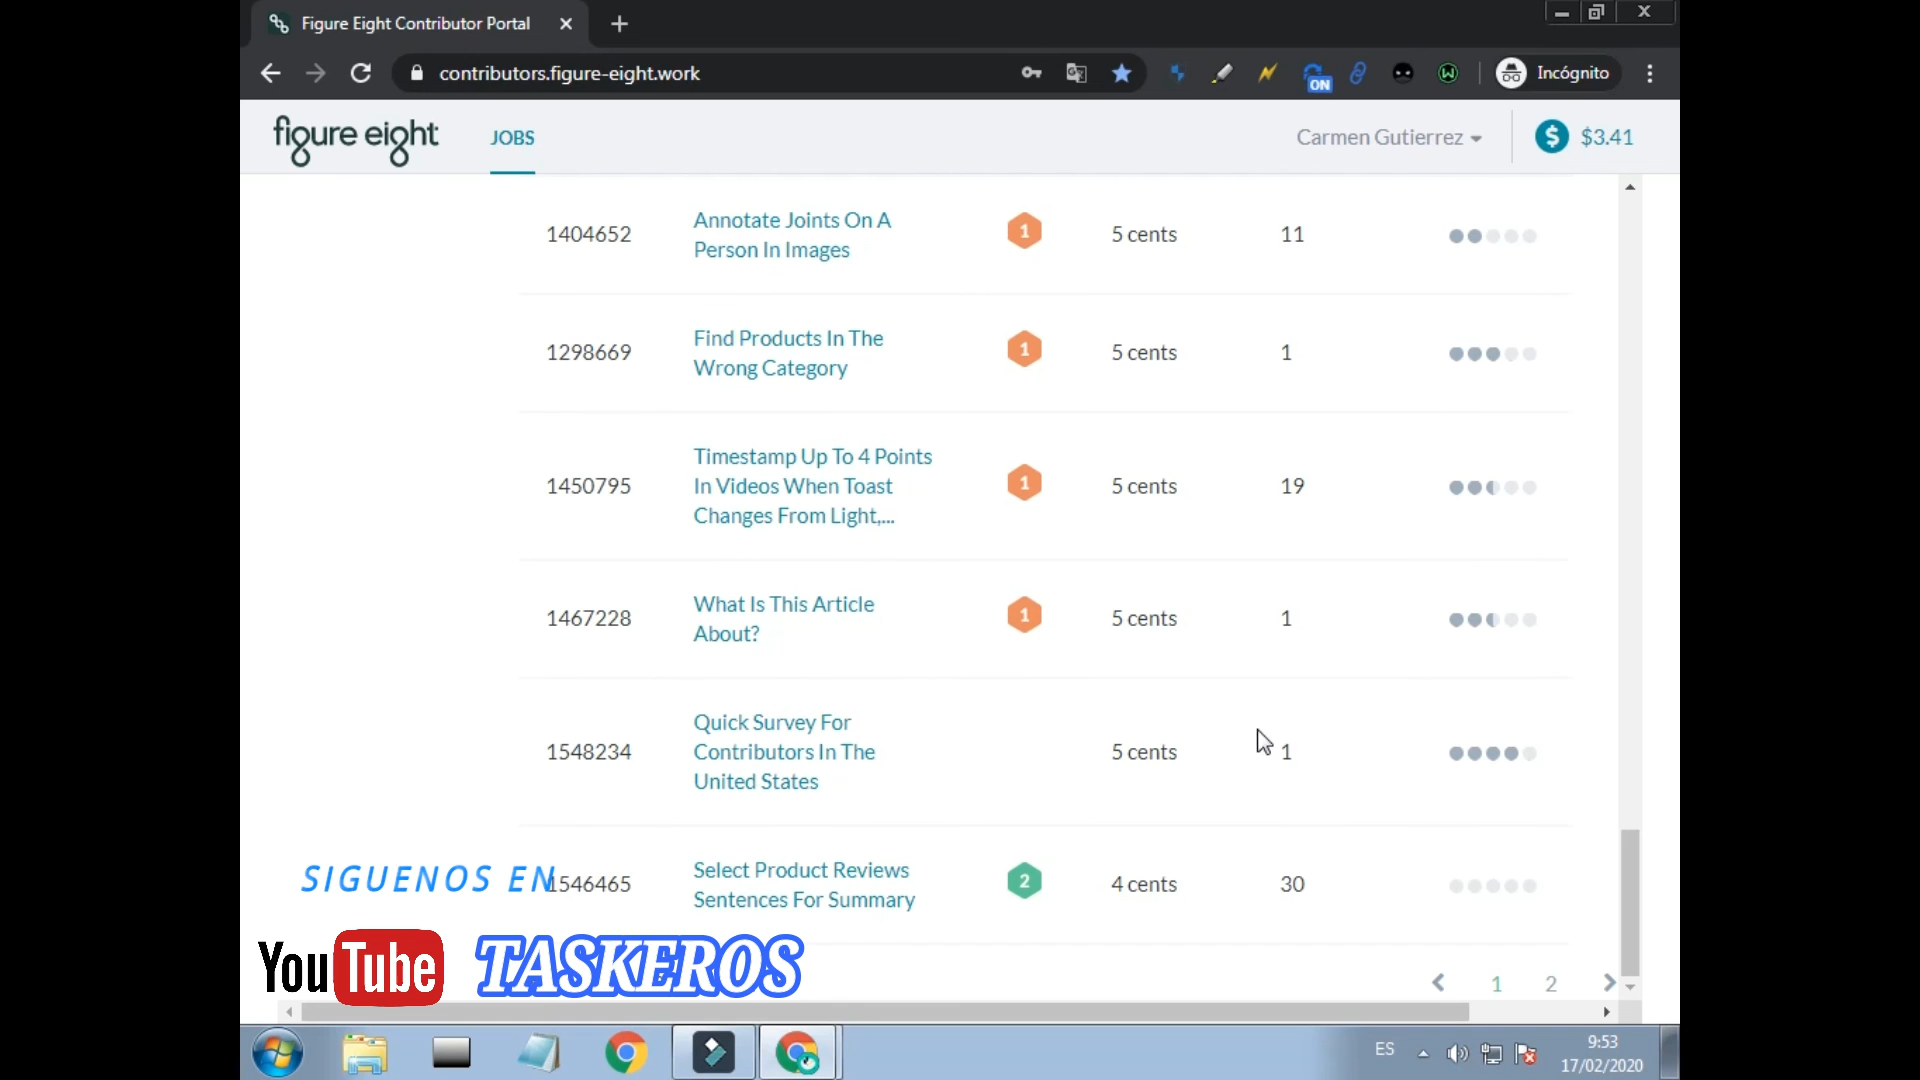 Figure Eight Contributor Portal
contributors.figure-eight.work
ON
Incógnito
figure eight
JOBS
Carmen Gutierrez
$ $3.41
1404652
Annotate Joints On A
Person In Images
1
5 cents
11
1298669
Find Products In The
Wrong Category
1
5 cents
1
1450795
Timestamp Up To 4 Points
In Videos When Toast
Changes From Light,...
1
5 cents
19
1467228
What Is This Article
About?
1
5 cents
1
1548234
Quick Survey For
Contributors In The
United States
5 cents
1
1546465
Select Product Reviews
Sentences For Summary
2
4 cents
30
SIGUENOS EN
YouTube TASKEROS
1 2
ES
9:53
17/02/2020